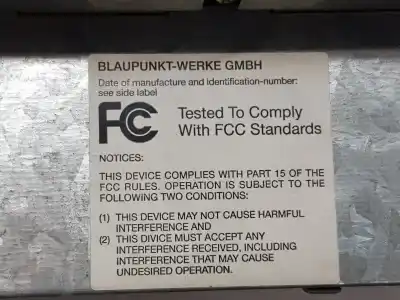 BLAUPUNKT-WERKE GMBH
Date of manufacture and identification-number:
see side label
FC Tested To Comply
With FCC Standards
NOTICES:
THIS DEVICE COMPLIES WITH PART 15 OF THE
FCC RULES. OPERATION IS SUBJECT TO THE
FOLLOWING TWO CONDITIONS:
(1) THIS DEVICE MAY NOT CAUSE HARMFUL
INTERFERENCE AND
(2) THIS DIVICE MUST ACCEPT ANY
INTERFERENCE RECEIVED, INCLUDING
INTERFERENCE THAT MAY CAUSE
UNDESIRED OPERATION.